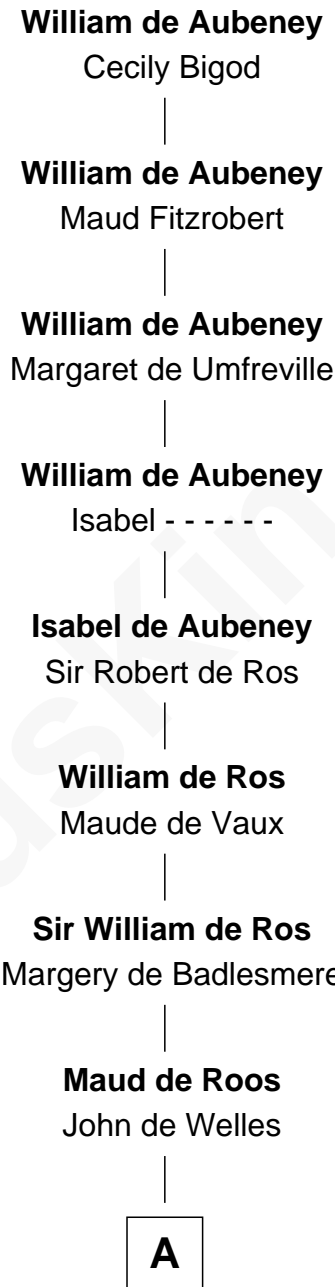 William de Aubeney
Cecily Bigod
William de Aubeney
Maud Fitzrobert
William de Aubeney
Margaret de Umfreville
William de Aubeney
Isabel - - - - - -
Isabel de Aubeney
Sir Robert de Ros
William de Ros
Maude de Vaux
Sir William de Ros
Margery de Badlesmere
Maud de Roos
John de Welles
A